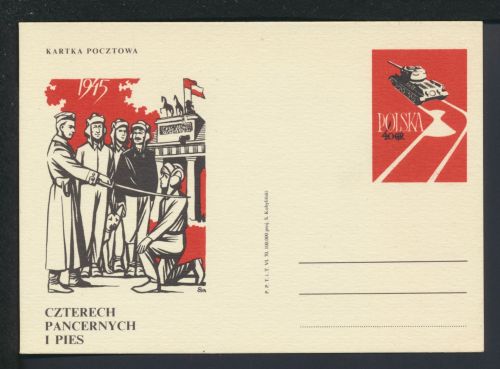 KARTKA POCZTOWA
1945
CZTERECH
PANCERNYCH
I PIES
POLSKA
40 GR